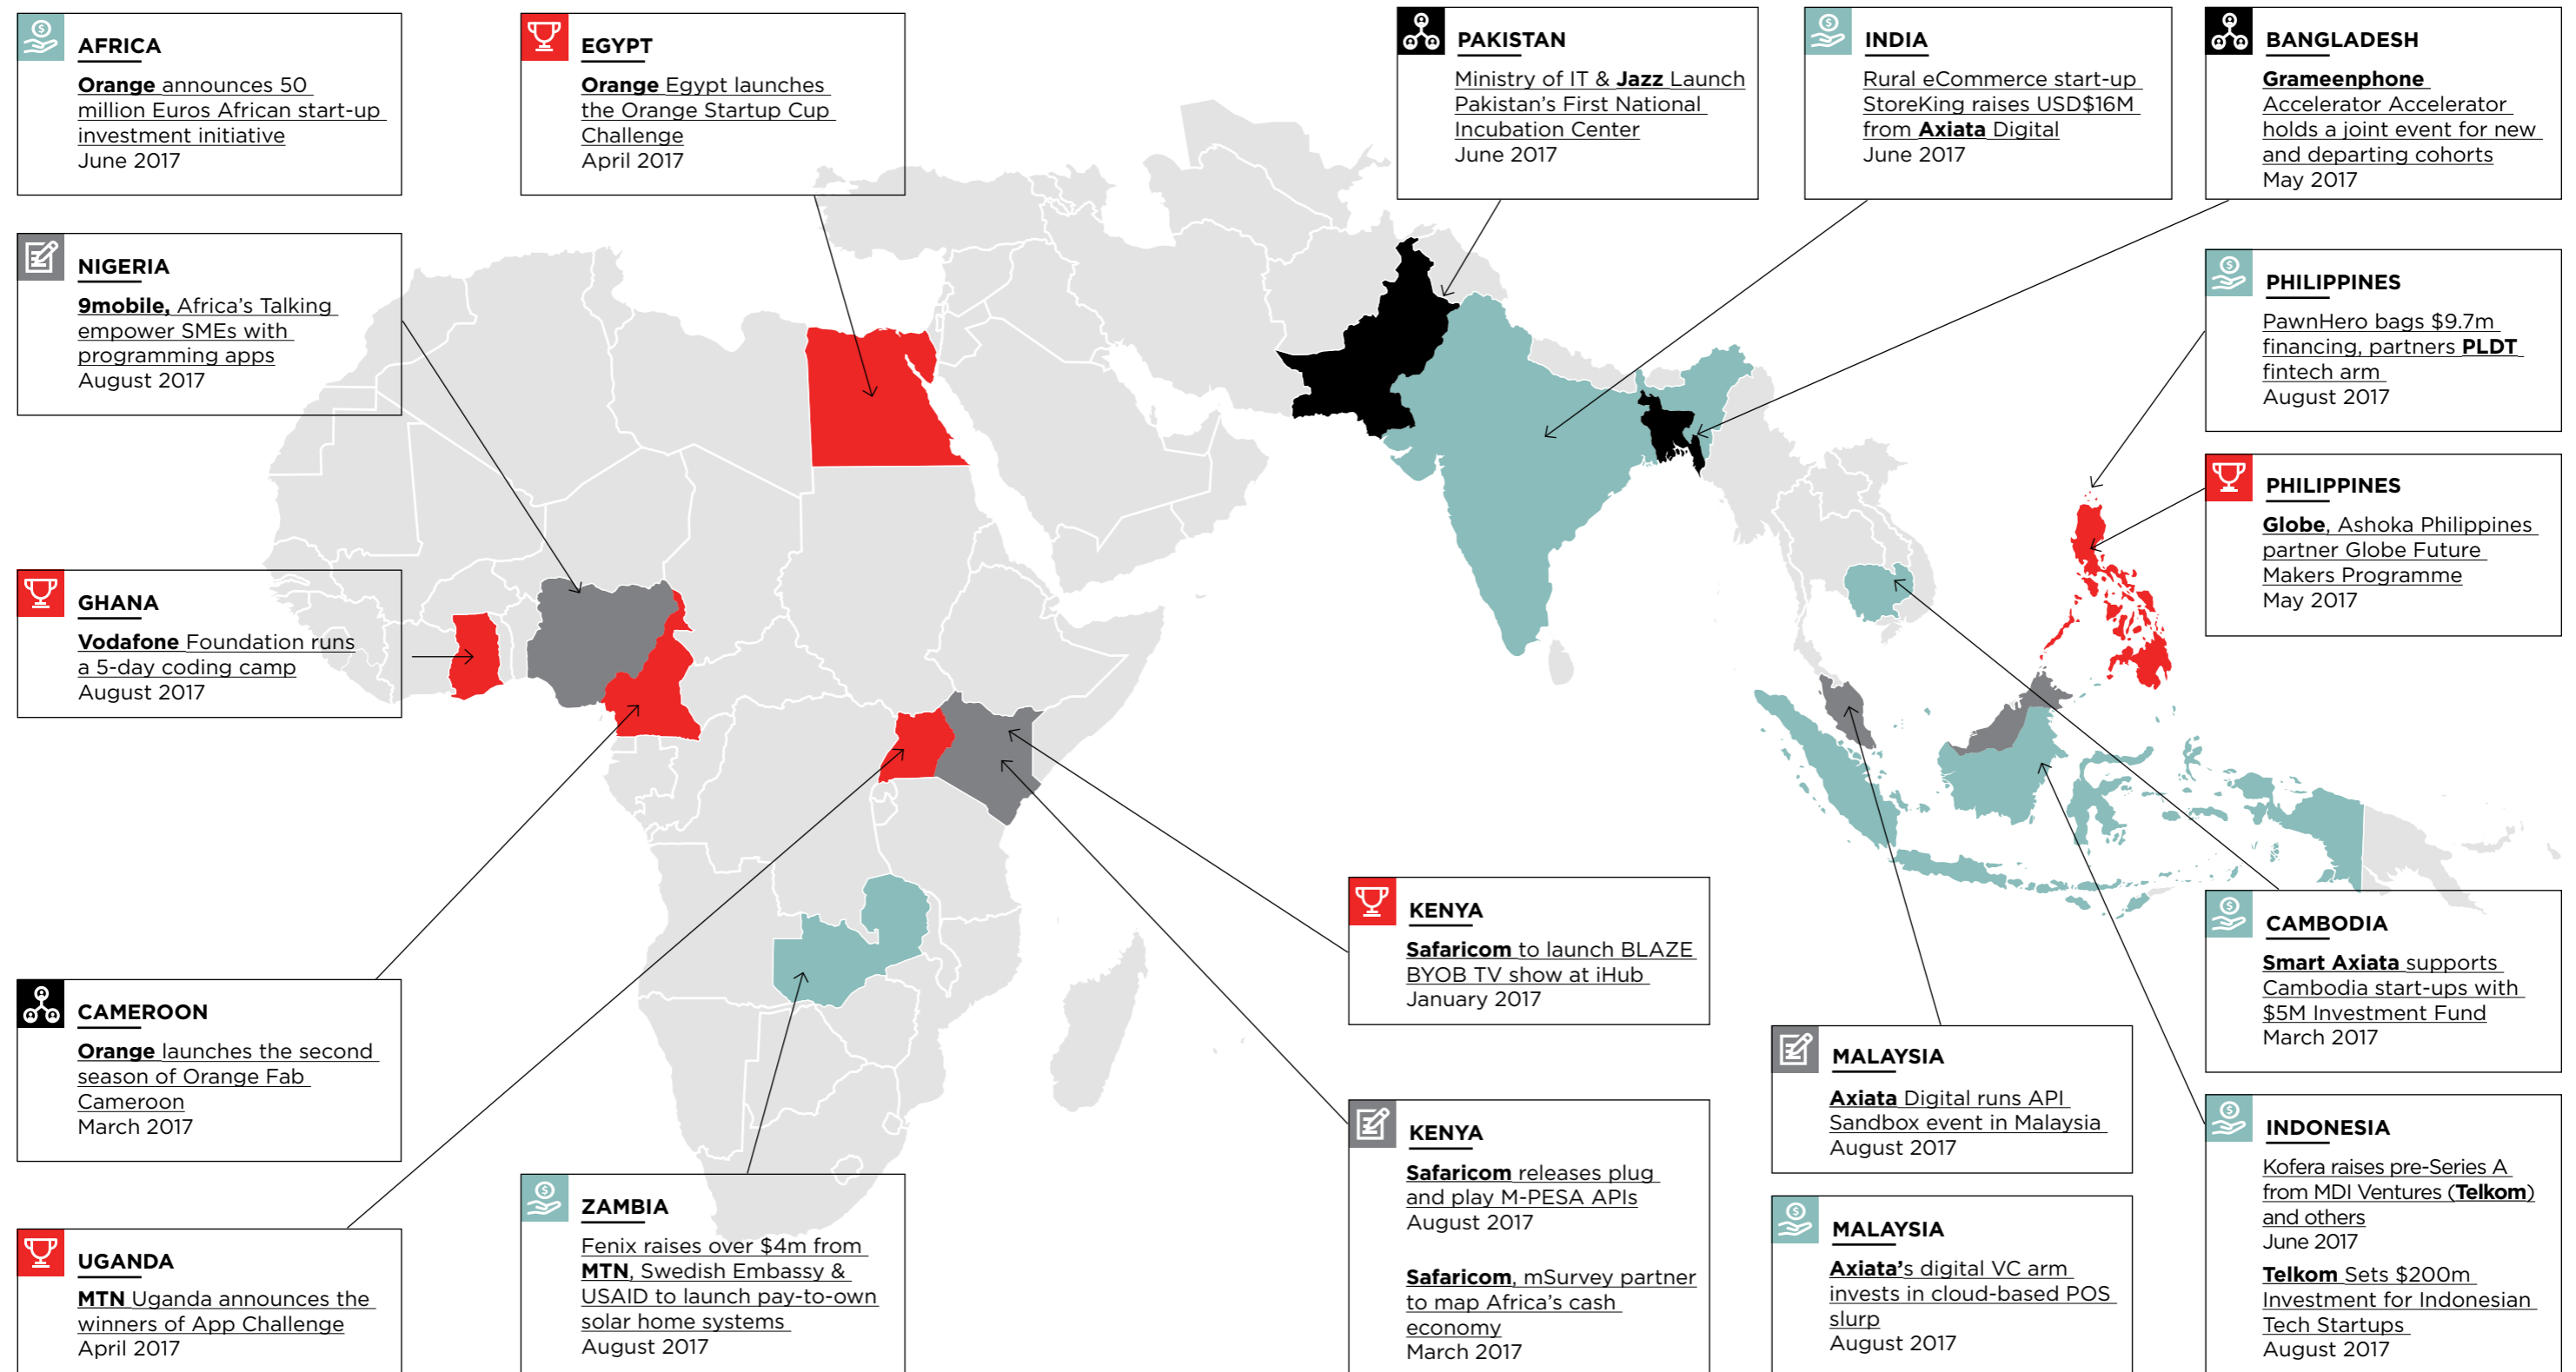 AFRICA
Orange announces 50
million Euros African start-up
investment initiative
June 2017
EGYPT
Orange Egypt launches
the Orange Startup Cup
Challenge
April 2017
PAKISTAN
Ministry of IT & Jazz Launch
Pakistan's First National
Incubation Center
June 2017
INDIA
Rural eCommerce start-up
StoreKing raises USD$16M
from Axiata Digital
June 2017
BANGLADESH
Grameenphone
Accelerator Accelerator
holds a joint event for new
and departing cohorts
May 2017
NIGERIA
9mobile, Africa's Talking
empower SMEs with
programming apps
August 2017
PHILIPPINES
PawnHero bags $9.7m
financing, partners PLDT
fintech arm
August 2017
PHILIPPINES
Globe, Ashoka Philippines
partner Globe Future
Makers Programme
May 2017
GHANA
Vodafone Foundation runs
a 5-day coding camp
August 2017
KENYA
Safaricom to launch BLAZE
BYOB TV show at iHub
January 2017
CAMBODIA
Smart Axiata supports
Cambodia start-ups with
$5M Investment Fund
March 2017
CAMEROON
Orange launches the second
season of Orange Fab
Cameroon
March 2017
MALAYSIA
Axiata Digital runs API
Sandbox event in Malaysia
August 2017
KENYA
Safaricom releases plug
and play M-PESA APIs
August 2017
Safaricom, mSurvey partner
to map Africa's cash
economy
March 2017
INDONESIA
Kofera raises pre-Series A
from MDI Ventures (Telkom)
and others
June 2017
Telkom Sets $200m
Investment for Indonesian
Tech Startups
August 2017
ZAMBIA
Fenix raises over $4m from
MTN, Swedish Embassy &
USAID to launch pay-to-own
solar home systems
August 2017
MALAYSIA
Axiata's digital VC arm
invests in cloud-based POS
slurp
August 2017
UGANDA
MTN Uganda announces the
winners of App Challenge
April 2017